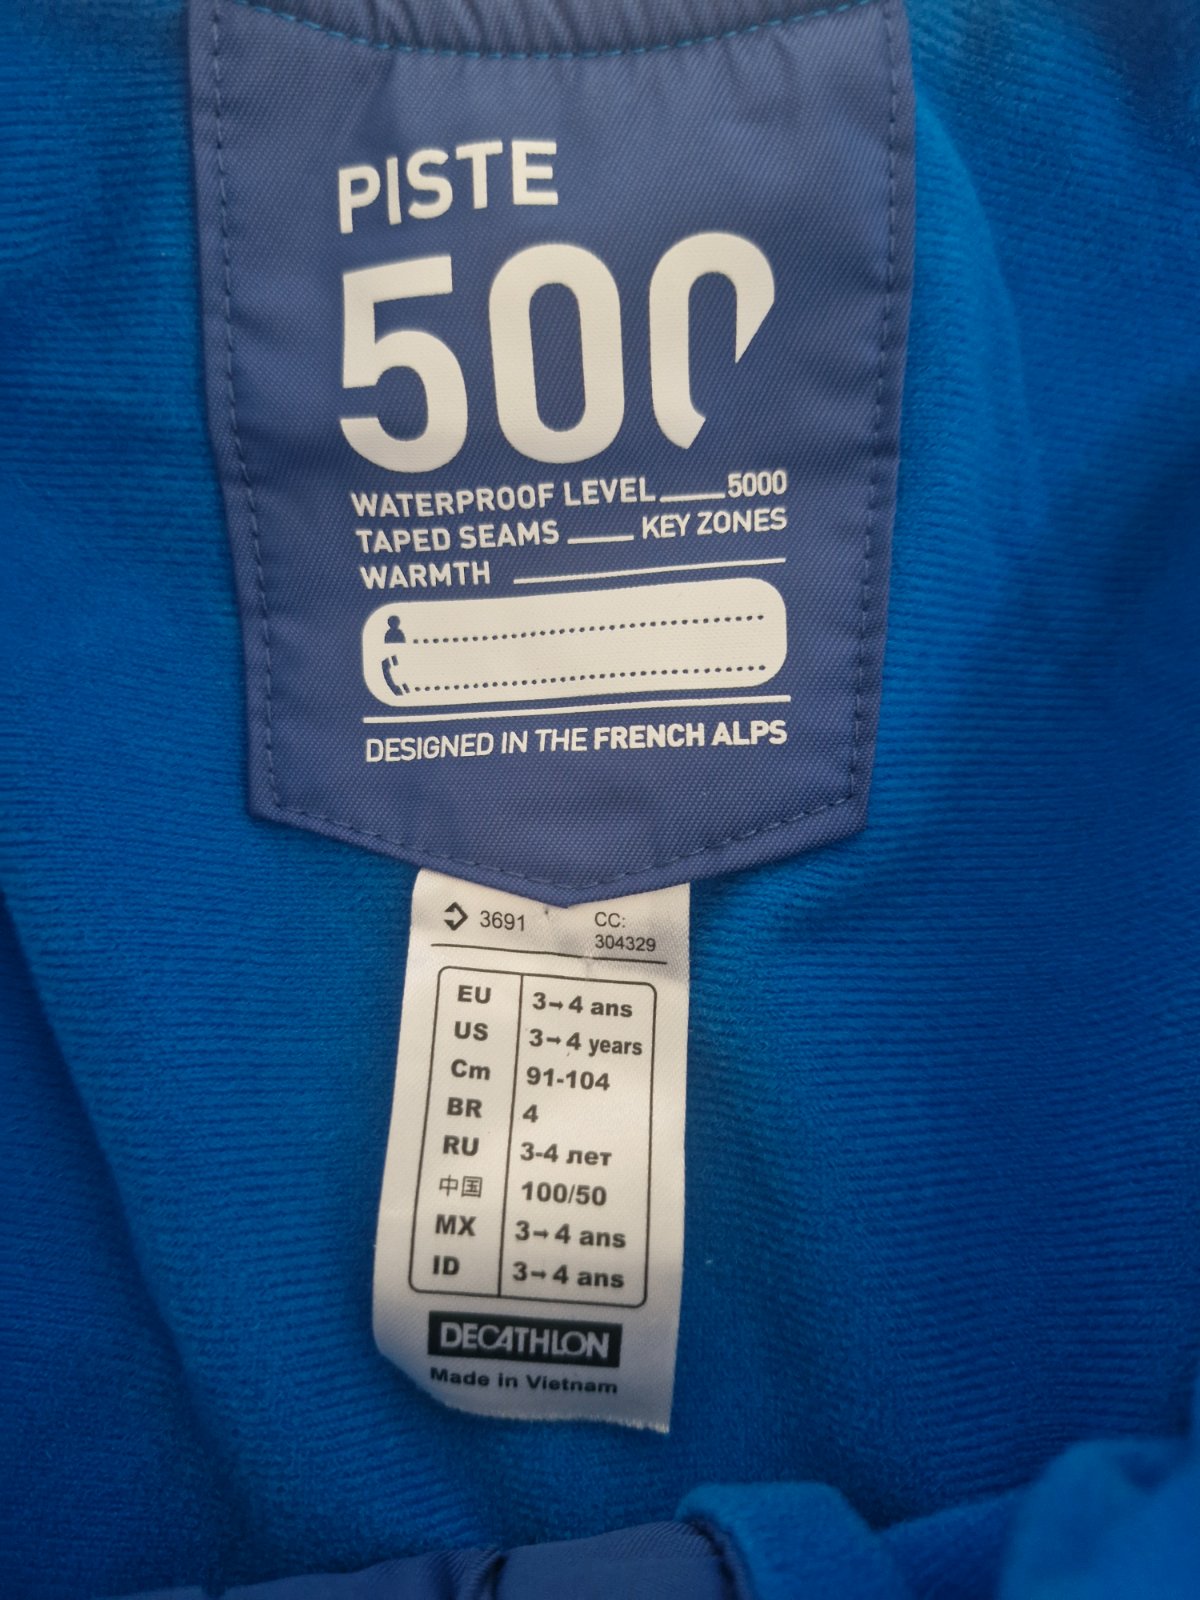 PISTE
500
WATERPROOF LEVEL 5000
TAPED SEAMS KEY ZONES
WARMTH
DESIGNED IN THE FRENCH ALPS
3691 CC:
304329
EU 3→4 ans
US 3→4 years
Cm 91-104
BR 4
RU 3-4 лет
中国 100/50
MX 3→4 ans
ID 3→4 ans
DECATHLON
Made in Vietnam